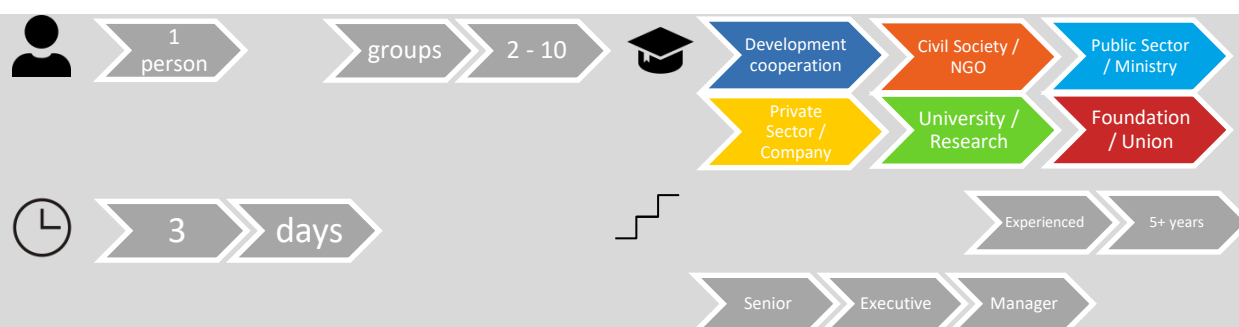 1
person
groups
2 - 10
Development
cooperation
Civil Society /
NGO
Public Sector
/ Ministry
Private
Sector /
Company
University /
Research
Foundation
/ Union
3
days
Experienced
5+ years
Senior
Executive
Manager